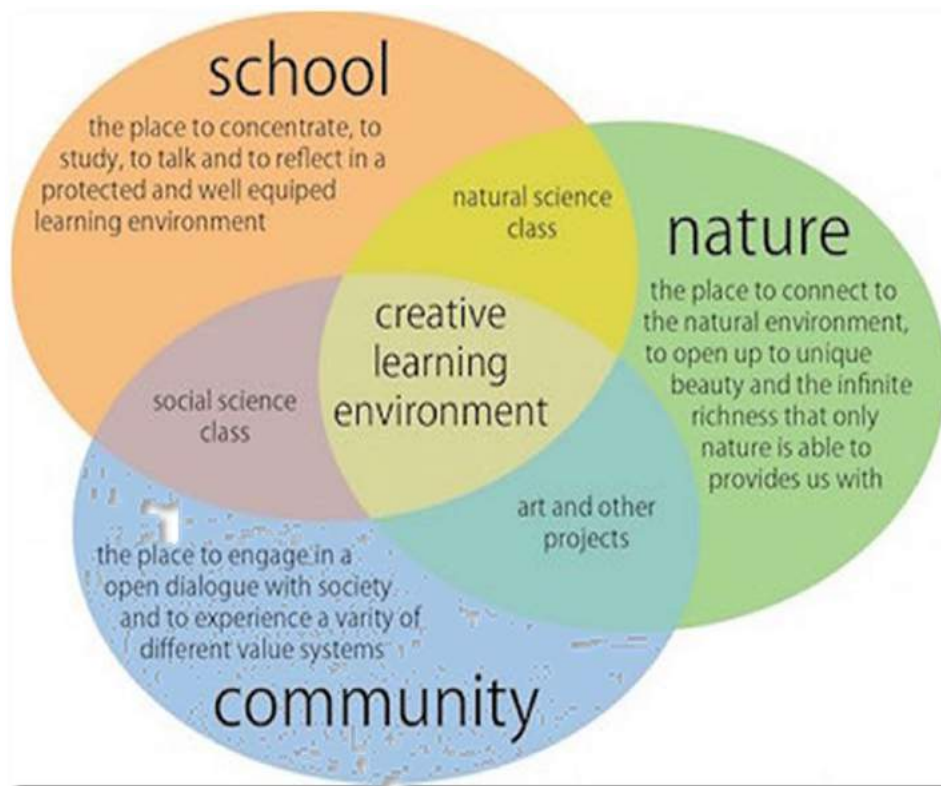 school
the place to concentrate, to
study, to talk and to reflect in a
protected and well equiped
learning environment
natural science
class
nature
the place to connect to
the natural environment,
to open up to unique
beauty and the infinite
richness that only
nature is able to
provides us with
creative
learning
environment
social science
class
art and other
projects
the place to engage in a
open dialogue with society
and to experience a varity of
different value systems
community